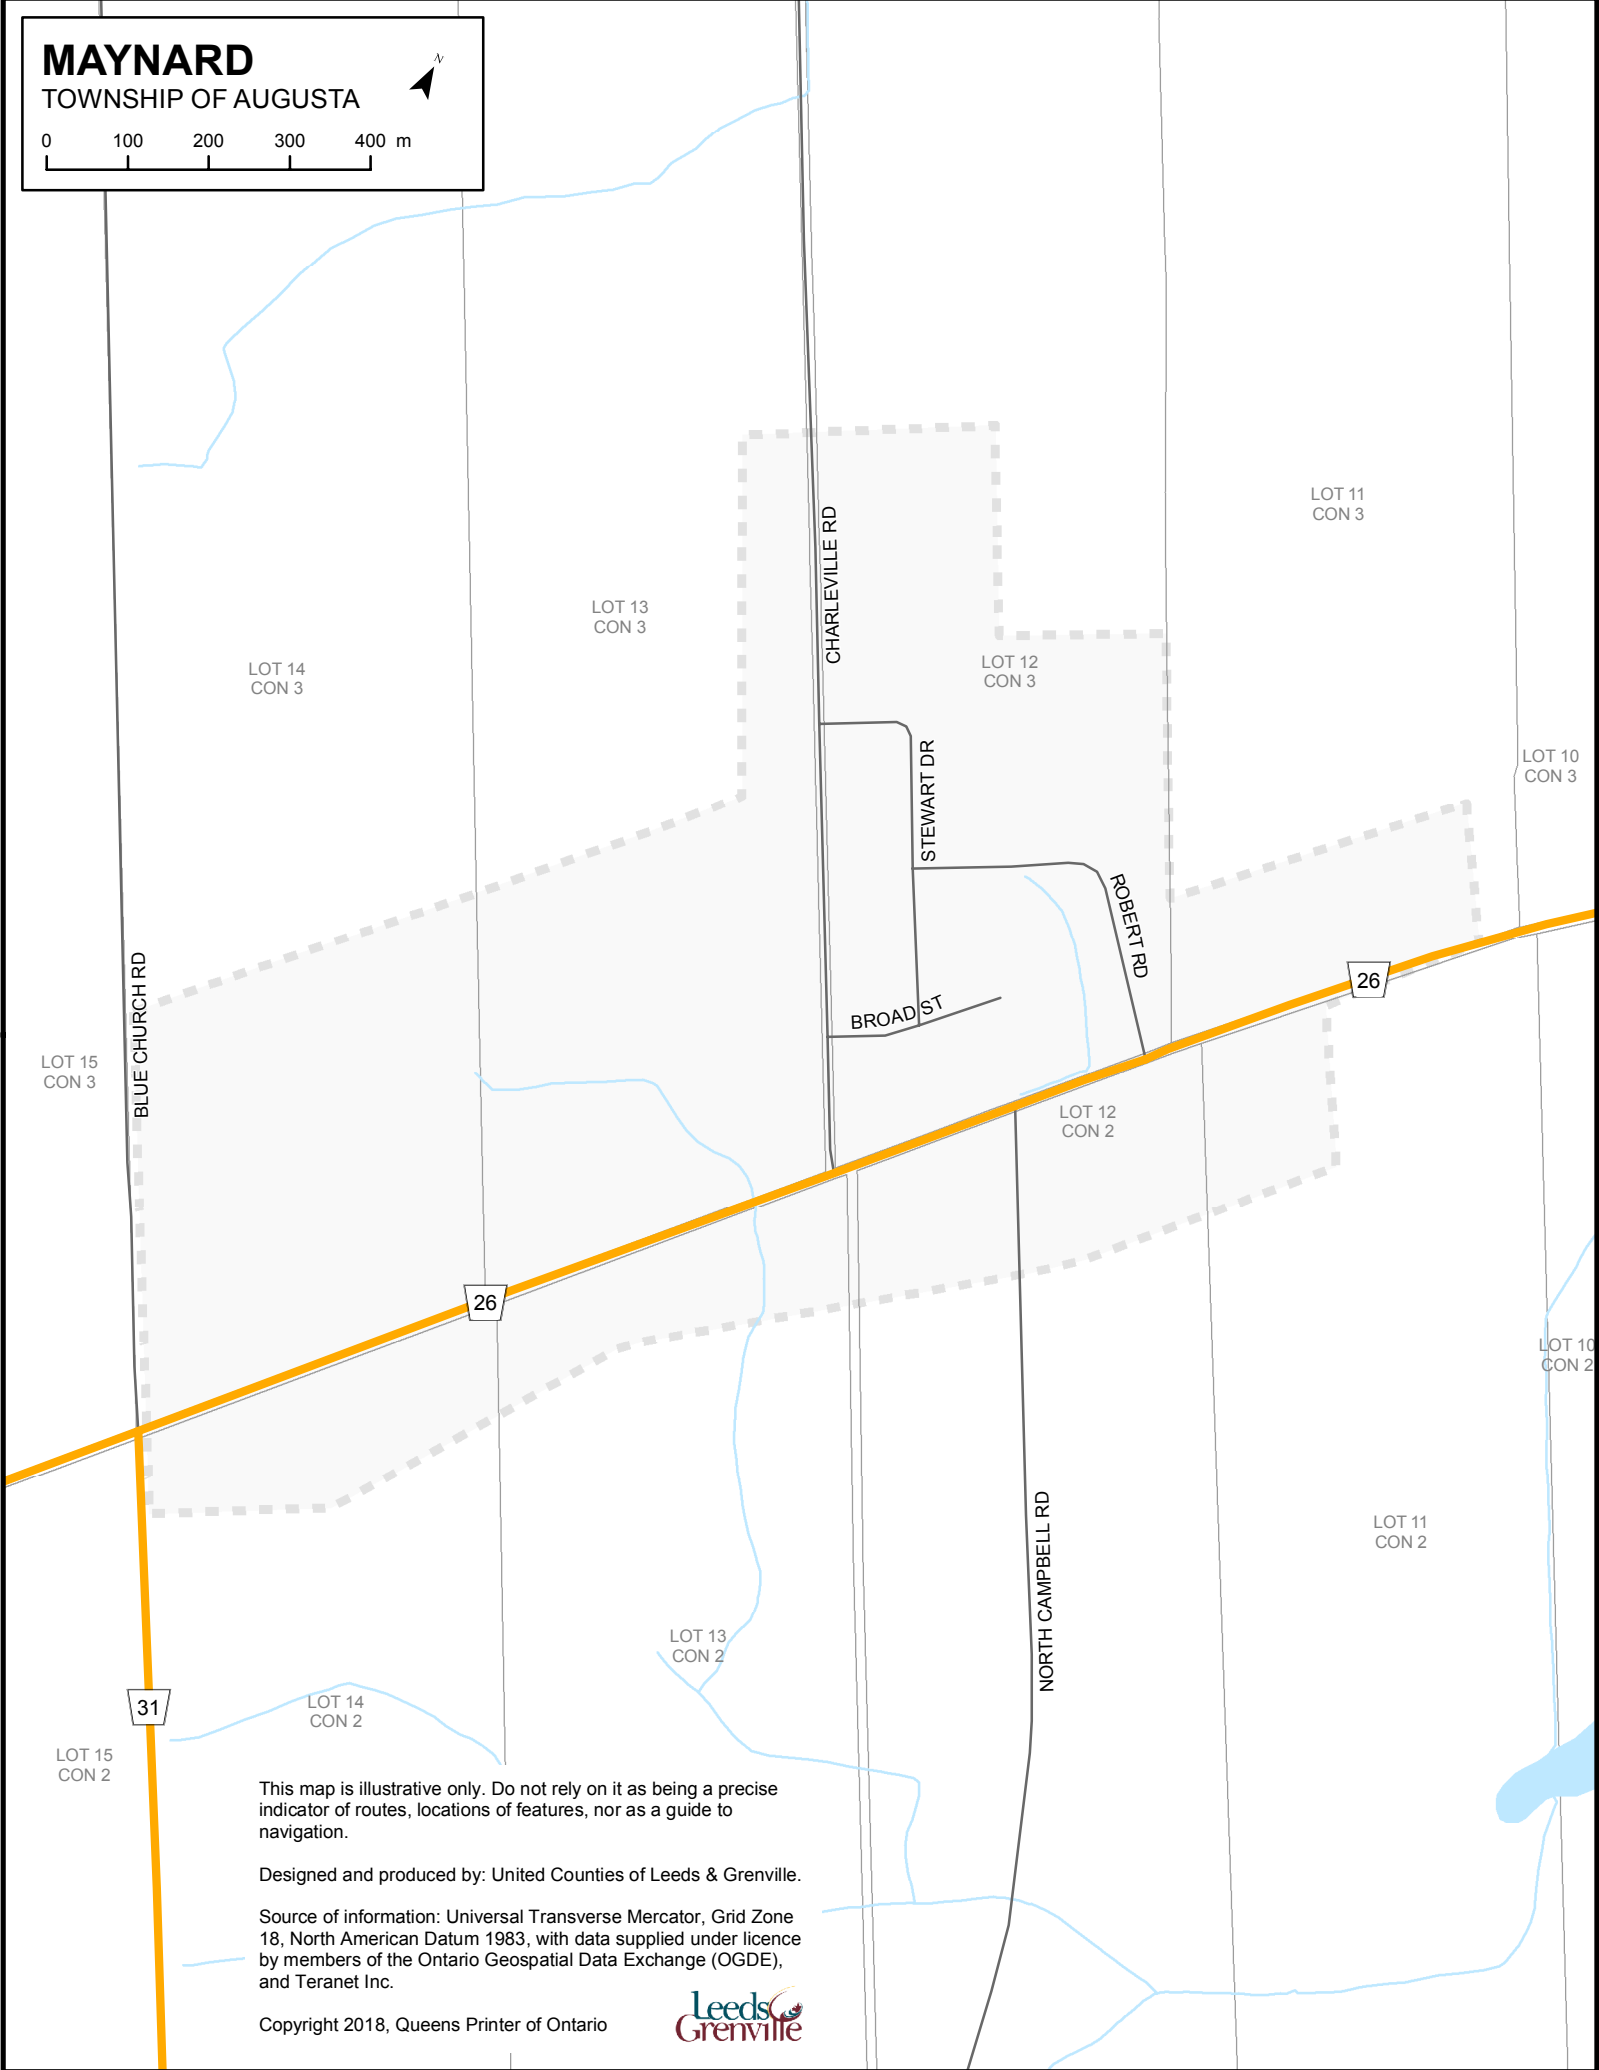 MAYNARD
N
TOWNSHIP OF AUGUSTA
0 100 200 300 400 m
CHARLEVILLE RD
LOT 11
CON 3
LOT 13
CON 3
LOT 14
CON 3
LOT 12
CON 3
STEWART DR
LOT 10
CON 3
ROBERT RD
BLUE CHURCH RD
26
BROAD ST
LOT 15
CON 3
LOT 12
CON 2
26
LOT 10
CON 2
NORTH CAMPBELL RD
LOT 11
CON 2
LOT 13
CON 2
31
LOT 14
CON 2
LOT 15
CON 2
This map is illustrative only. Do not rely on it as being a precise
indicator of routes, locations of features, nor as a guide to
navigation.
Designed and produced by: United Counties of Leeds & Grenville.
Source of information: Universal Transverse Mercator, Grid Zone
18, North American Datum 1983, with data supplied under licence
by members of the Ontario Geospatial Data Exchange (OGDE),
and Teranet Inc.
Copyright 2018, Queens Printer of Ontario
Leeds
Grenville